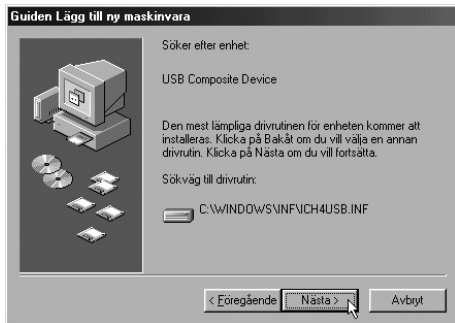 Guiden Lägg till ny maskinvara
Söker efter enhet:
USB Composite Device
Den mest lämpliga drivrutinen för enheten kommer att
installeras. Klicka på Bakåt om du vill välja en annan
drivrutin. Klicka på Nästa om du vill fortsätta.
Sökväg till drivrutin:
C:\WINDOWS\INF\ICH4USB.INF
< Föregående
Nästa >
Avbryt